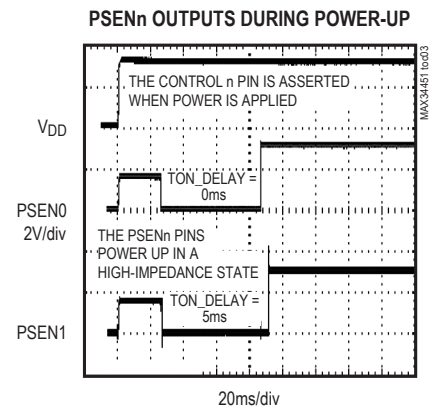 PSENn OUTPUTS DURING POWER-UP
MAX34451 toc03
THE CONTROL n PIN IS ASSERTED
WHEN POWER IS APPLIED
VDD
TON_DELAY =
0ms
PSEN0
2V/div
THE PSENn PINS
POWER UP IN A
HIGH-IMPEDANCE STATE
TON_DELAY =
5ms
PSEN1
20ms/div